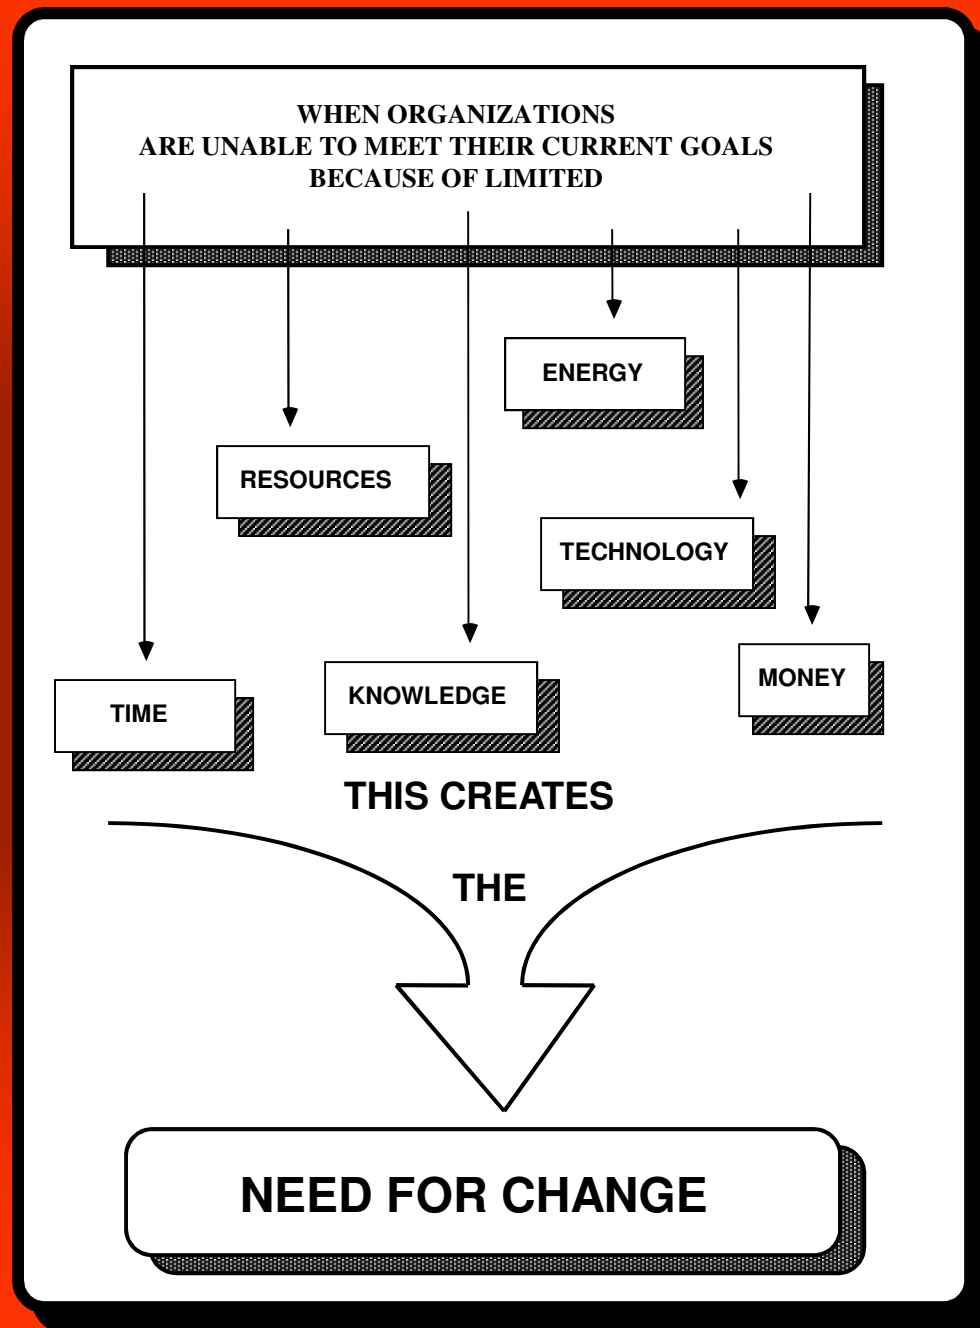 WHEN ORGANIZATIONS
ARE UNABLE TO MEET THEIR CURRENT GOALS
BECAUSE OF LIMITED
ENERGY
RESOURCES
TECHNOLOGY
MONEY
KNOWLEDGE
TIME
THIS CREATES
THE
NEED FOR CHANGE